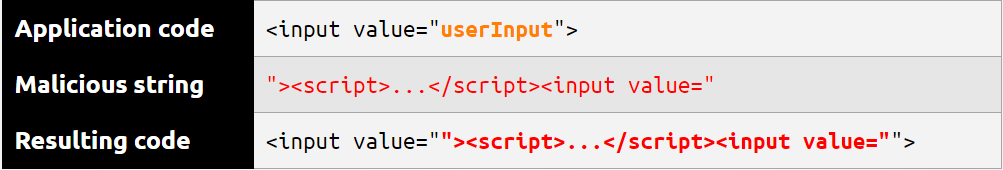 Application code <input value="userInput">
Malicious string "><script>...</script><input value="
Resulting code <input value=""><script>...</script><input value="">